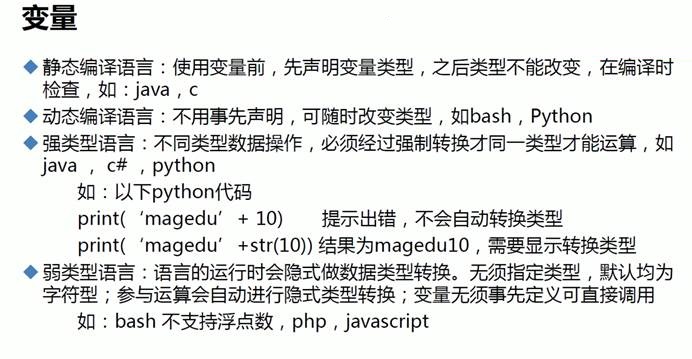 变量
静态编译语言：使用变量前，先声明变量类型，之后类型不能改变，在编译时
检查，如：java，c
动态编译语言：不用事先声明，可随时改变类型，如bash，Python
强类型语言：不同类型数据操作，必须经过强制转换才同一类型才能运算，如
java ， c# ，python
如：以下python代码
print(‘magedu’+ 10) 提示出错，不会自动转换类型
print(‘magedu’+str(10)) 结果为magedu10，需要显示转换类型
弱类型语言：语言的运行时会隐式做数据类型转换。无须指定类型，默认均为
字符型；参与运算会自动进行隐式类型转换；变量无须事先定义可直接调用
如：bash 不支持浮点数，php，javascript